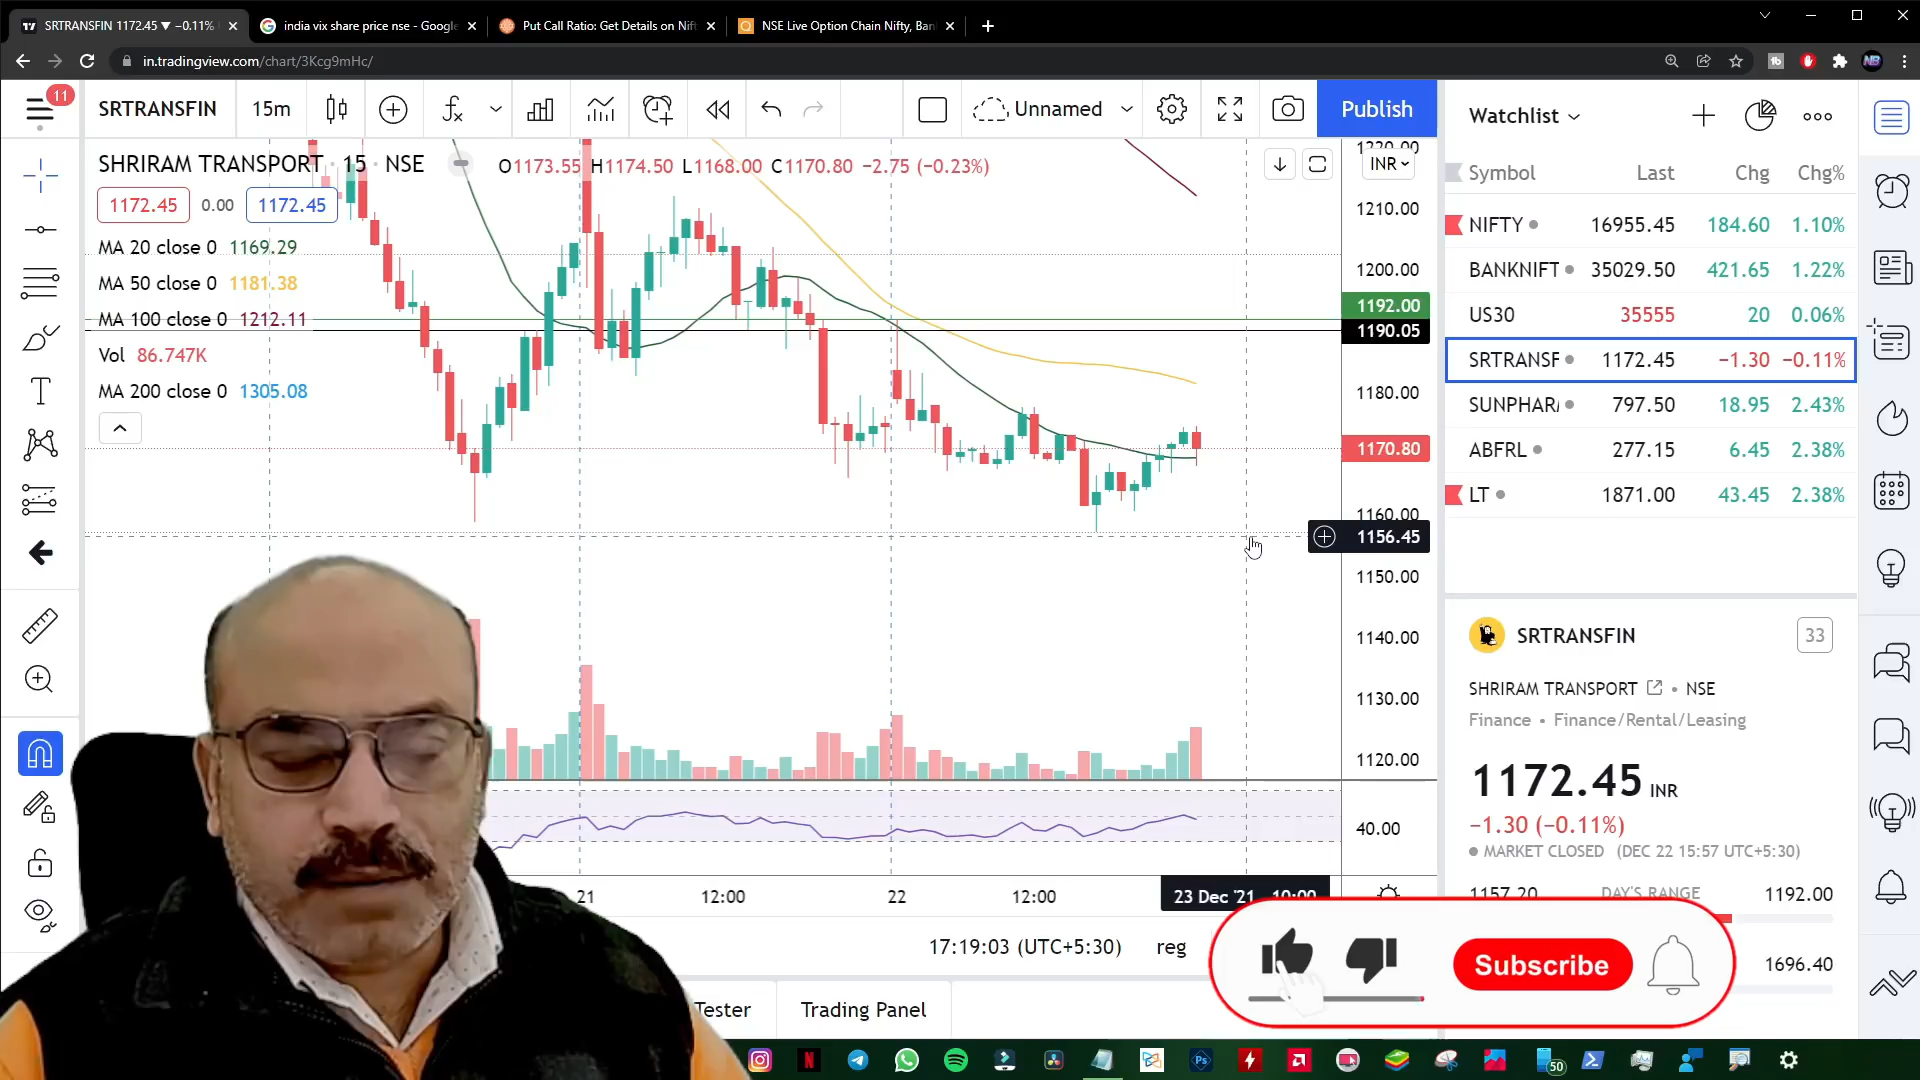 SRTRANSFIN 1172.45 ▼ −0.11%
india vix share price nse - Google
Put Call Ratio: Get Details on Nift
NSE Live Option Chain Nifty, Ban
in.tradingview.com/chart/3Kcg9mHc/
11
SRTRANSFIN
15m
Unnamed
Publish
SHRIRAM TRANSPORT · 15 · NSE
O1173.55 H1174.50 L1168.00 C1170.80 −2.75 (−0.23%)
1172.45 0.00 1172.45
MA 20 close 0 1169.29
MA 50 close 0 1181.38
MA 100 close 0 1212.11
Vol 86.747K
MA 200 close 0 1305.08
1220.00
INR
1210.00
1200.00
1192.00
1190.05
1180.00
1170.80
1160.00
1156.45
1150.00
1140.00
1130.00
1120.00
40.00
21 12:00 22 12:00 23 Dec '21 10:00
17:19:03 (UTC+5:30) reg
Tester
Trading Panel
Watchlist
Symbol Last Chg Chg%
NIFTY 16955.45 184.60 1.10%
BANKNIFT 35029.50 421.65 1.22%
US30 35555 20 0.06%
SRTRANSF 1172.45 −1.30 −0.11%
SUNPHAR 797.50 18.95 2.43%
ABFRL 277.15 6.45 2.38%
LT 1871.00 43.45 2.38%
SRTRANSFIN
33
SHRIRAM TRANSPORT • NSE
Finance • Finance/Rental/Leasing
1172.45 INR
−1.30 (−0.11%)
MARKET CLOSED (DEC 22 15:57 UTC+5:30)
1157.20 DAY'S RANGE 1192.00
1696.40
Subscribe
50